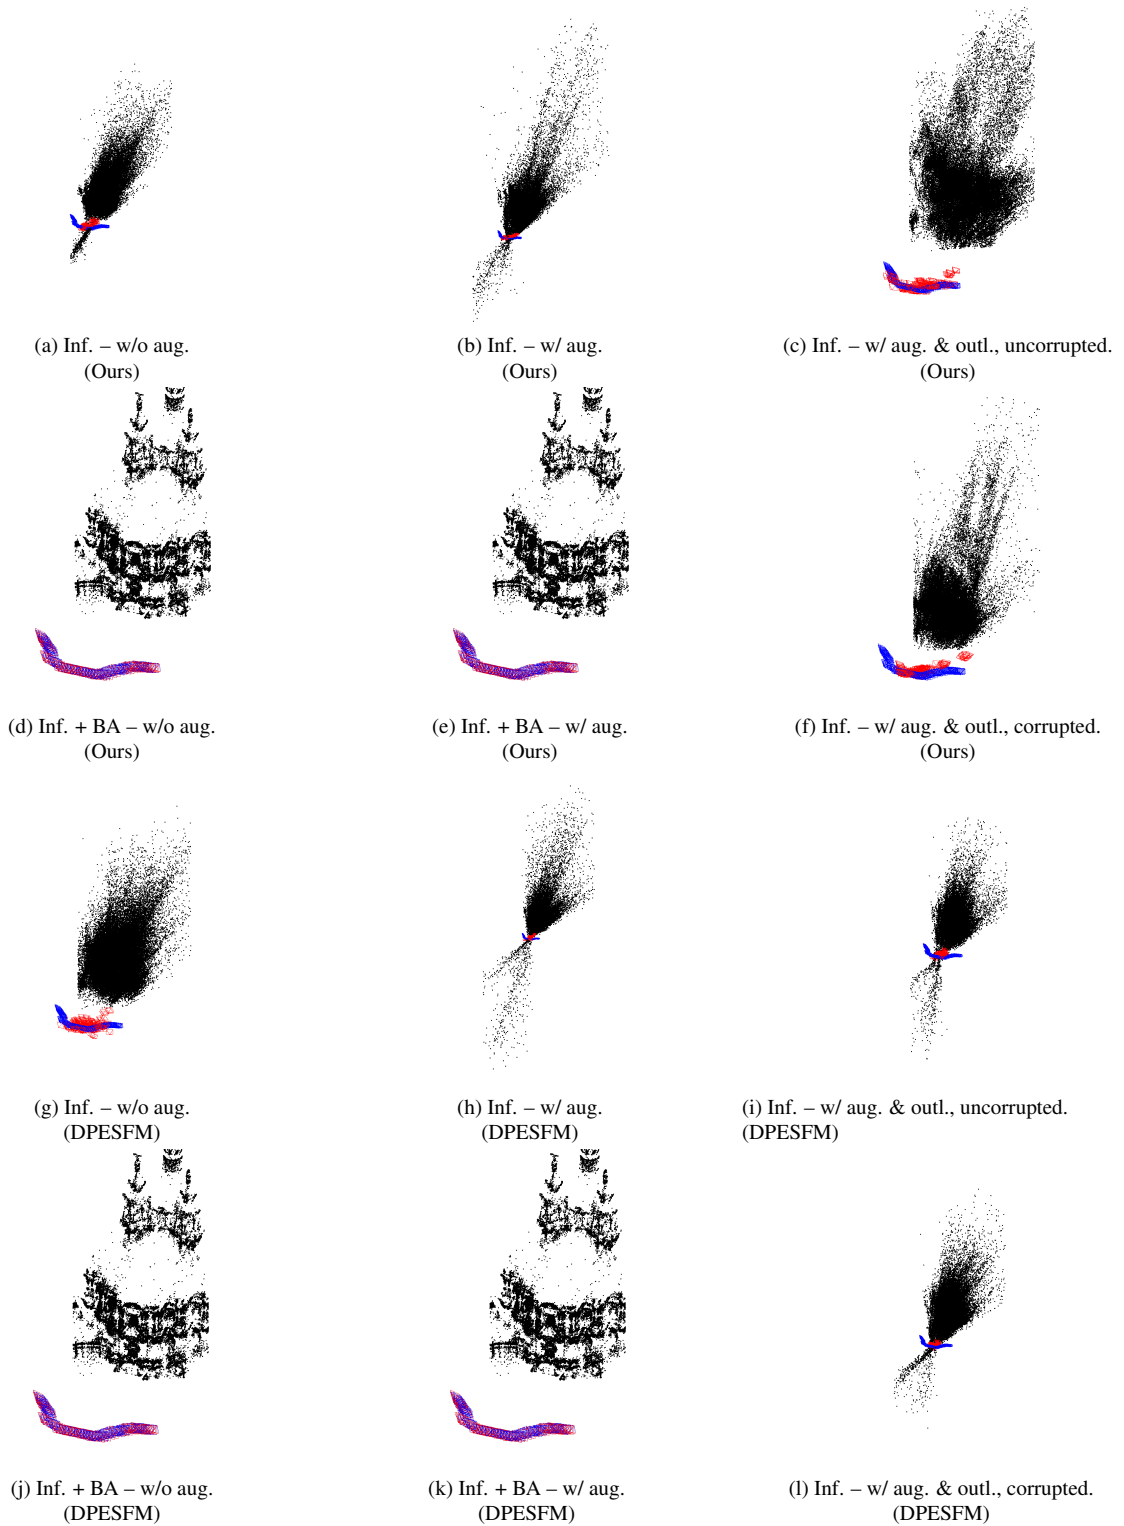 (a) Inf. – w/o aug.
(Ours)
(b) Inf. – w/ aug.
(Ours)
(c) Inf. – w/ aug. & outl., uncorrupted.
(Ours)
(d) Inf. + BA – w/o aug.
(Ours)
(e) Inf. + BA – w/ aug.
(Ours)
(f) Inf. – w/ aug. & outl., corrupted.
(Ours)
(g) Inf. – w/o aug.
(DPESFM)
(h) Inf. – w/ aug.
(DPESFM)
(i) Inf. – w/ aug. & outl., uncorrupted.
(DPESFM)
(j) Inf. + BA – w/o aug.
(DPESFM)
(k) Inf. + BA – w/ aug.
(DPESFM)
(l) Inf. – w/ aug. & outl., corrupted.
(DPESFM)